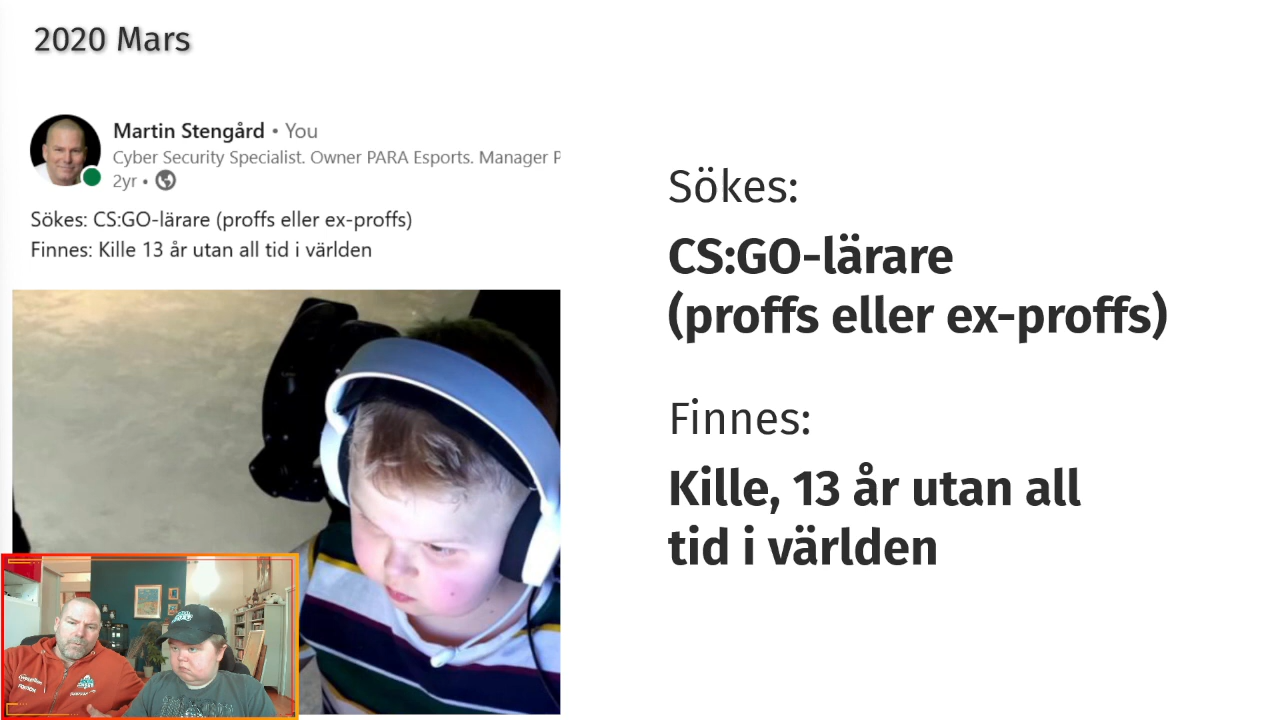 2020 Mars
Martin Stengård • You
Cyber Security Specialist. Owner PARA Esports. Manager
2yr •
Sökes: CS:GO-lärare (proffs eller ex-proffs)
Finnes: Kille 13 år utan all tid i världen
Sökes:
CS:GO-lärare
(proffs eller ex-proffs)
Finnes:
Kille, 13 år utan all
tid i världen